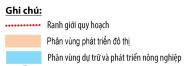 Ghi chú:
Ranh giới quy hoạch
Phân vùng phát triển đô thị
Phân vùng dự trữ và phát triển nông nghiệp